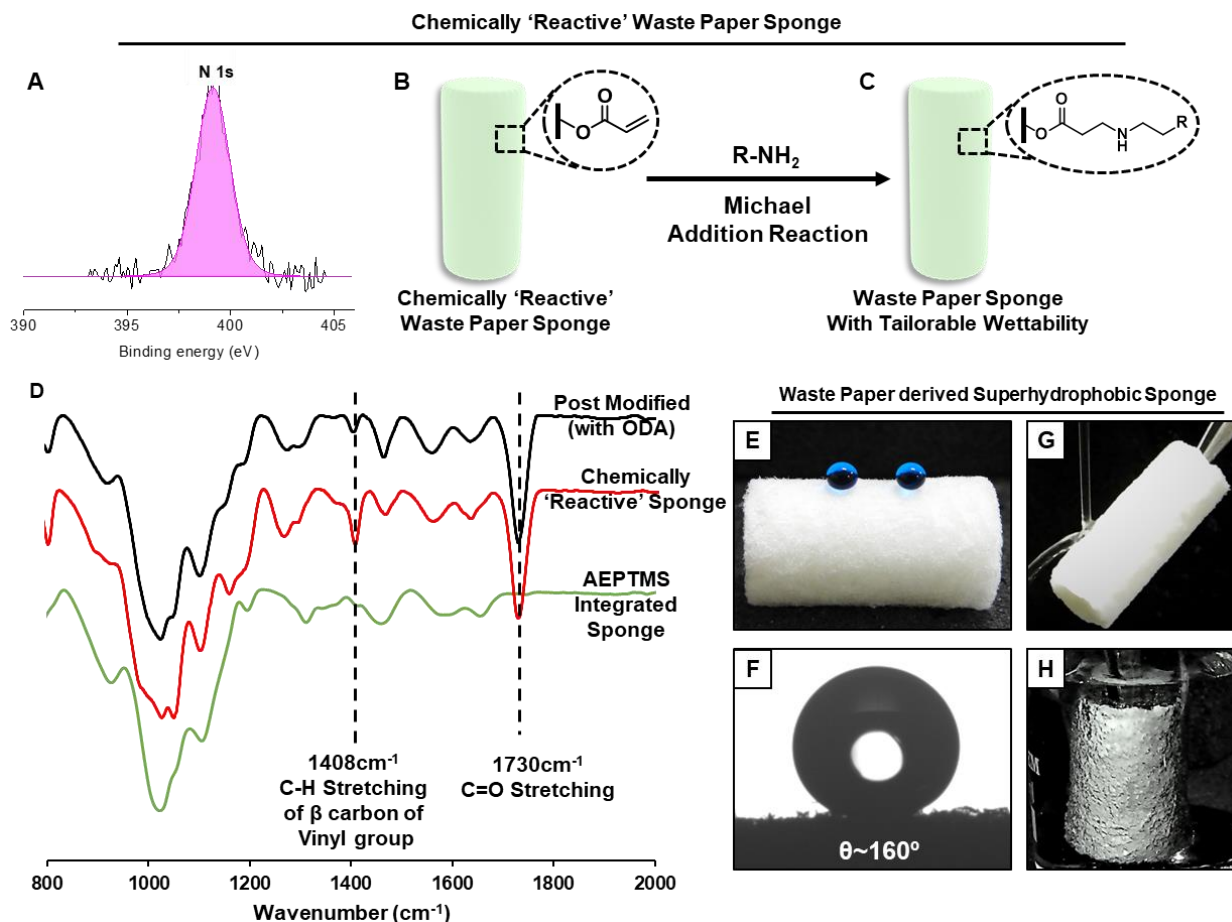 Chemically ‘Reactive’ Waste Paper Sponge
A
N 1s
390
395
400
405
Binding energy (eV)
B
O
O
Chemically ‘Reactive’
Waste Paper Sponge
R-NH₂
Michael
Addition Reaction
C
O
O
N
H
R
Waste Paper Sponge
With Tailorable Wettability
D
Post Modified
(with ODA)
Chemically
‘Reactive’ Sponge
AEPTMS
Integrated
Sponge
1408cm⁻¹
C-H Stretching
of β carbon of
Vinyl group
1730cm⁻¹
C=O Stretching
800
1000
1200
1400
1600
1800
2000
Wavenumber (cm⁻¹)
Waste Paper derived Superhydrophobic Sponge
E
G
F
θ~160º
H